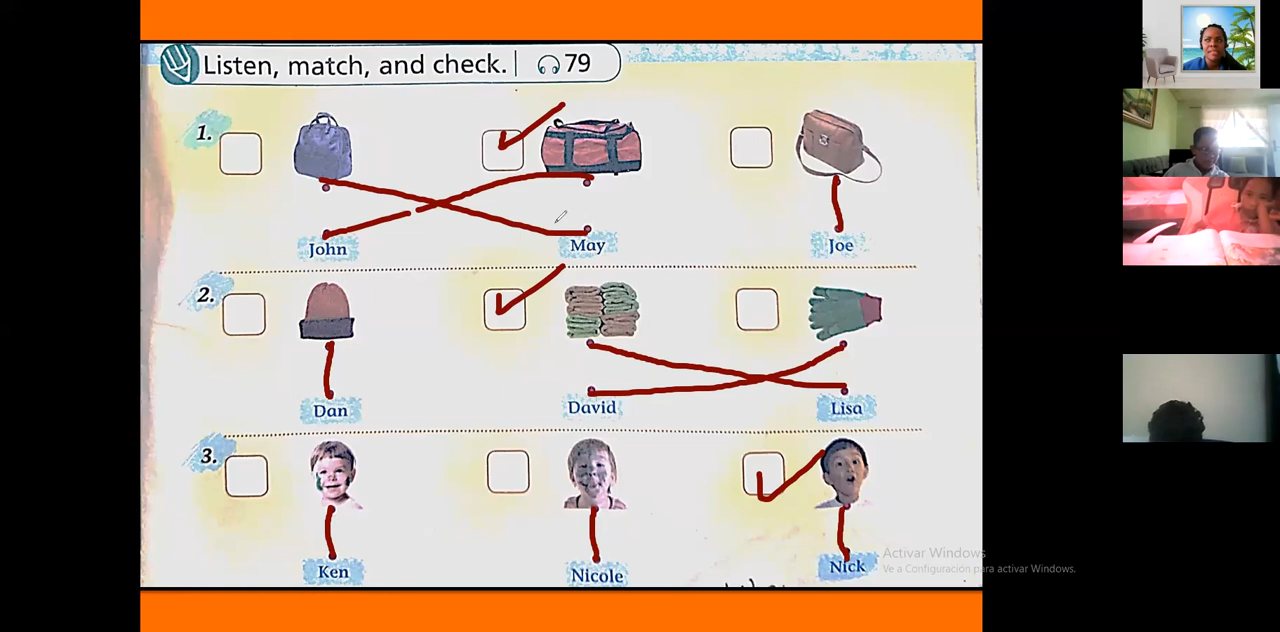 Listen, match, and check. 79
1.
John May Joe
2.
Dan David Lisa
3.
Ken Nicole Nick
Activar Windows
Ve a Configuración para activar Windows.